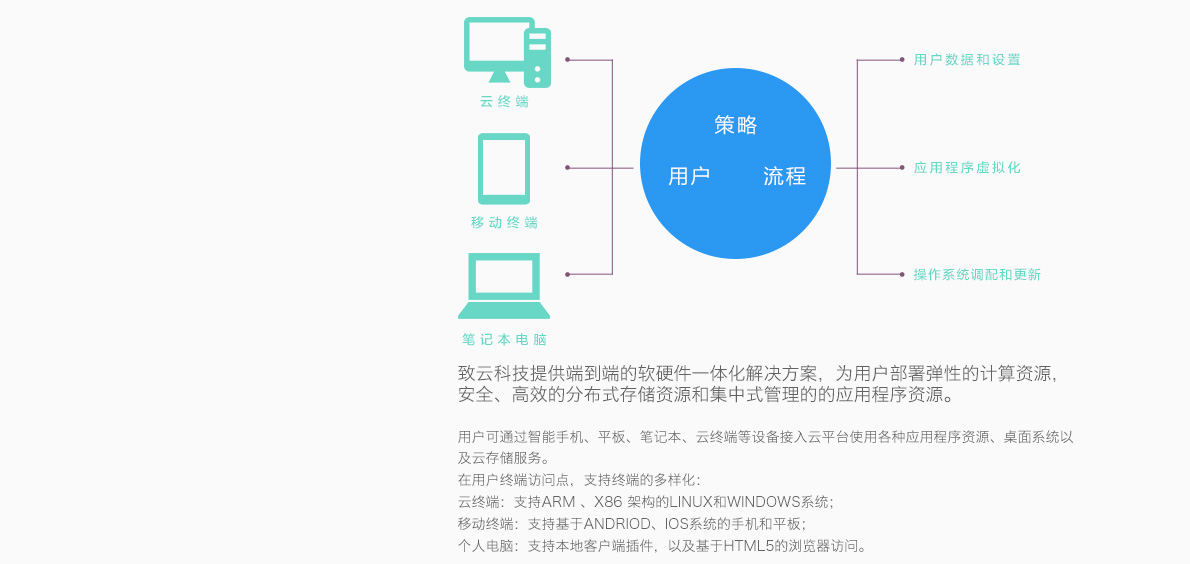 云终端
移动终端
笔记本电脑
策略
用户 流程
用户数据和设置
应用程序虚拟化
操作系统调配和更新
致云科技提供端到端的软硬件一体化解决方案，为用户部署弹性的计算资源，
安全、高效的分布式存储资源和集中式管理的的应用程序资源。
用户可通过智能手机、平板、笔记本、云终端等设备接入云平台使用各种应用程序资源、桌面系统以
及云存储服务。
在用户终端访问点，支持终端的多样化：
云终端：支持ARM 、X86 架构的LINUX和WINDOWS系统；
移动终端：支持基于ANDRIOD、IOS系统的手机和平板；
个人电脑：支持本地客户端插件，以及基于HTML5的浏览器访问。